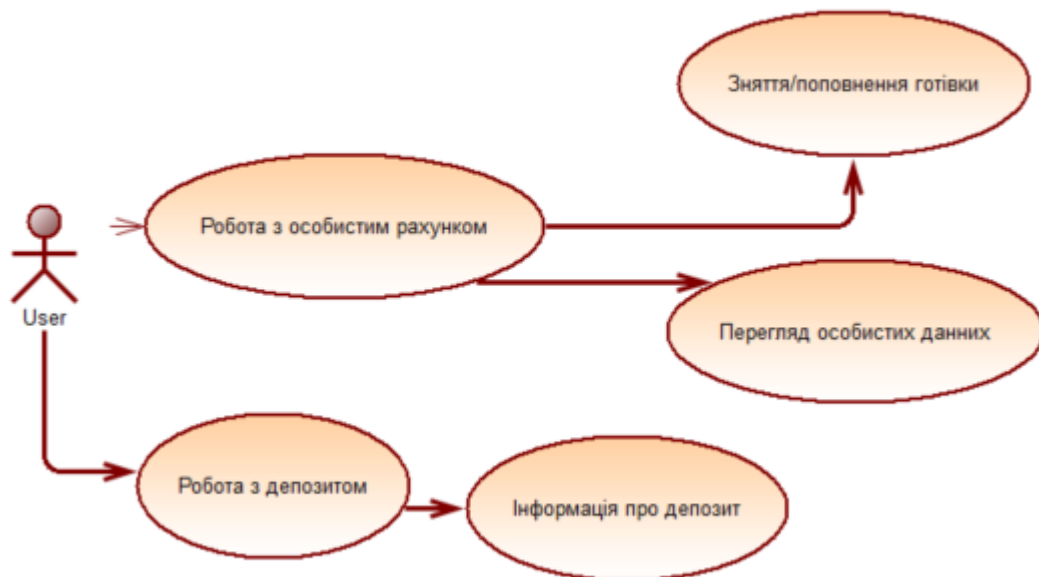 Зняття/поповнення готівки
Робота з особистим рахунком
User
Перегляд особистих данних
Робота з депозитом
Інформація про депозит